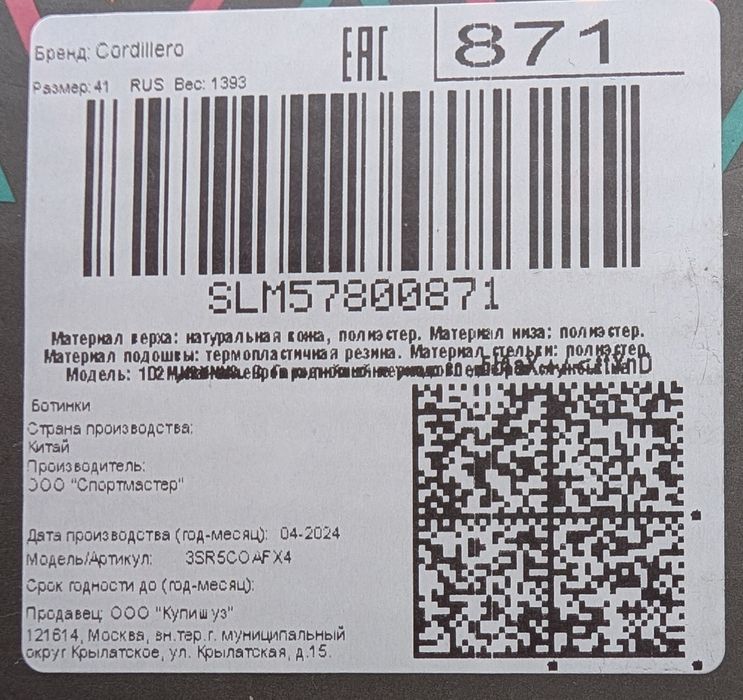 Бренд: Cordillero
EAC
871
Размер: 41 RUS Вес: 1393
SLM57800871
Материал верха: натуральная кожа, полиэстер. Материал низа: полиэстер.
Материал подошвы: термопластичная резина. Материал стельки: полиэстер.
Модель:
Ботинки
Страна производства:
Китай
Производитель:
ООО "Спортмастер"
Дата производства (год-месяц): 04-2024
Модель/Артикул: 3SR5COAFX4
Срок годности до (год-месяц):
Продавец: ООО "Купишуз"
121614, Москва, вн.тер.г. муниципальный
округ Крылатское, ул. Крылатская, д.15.